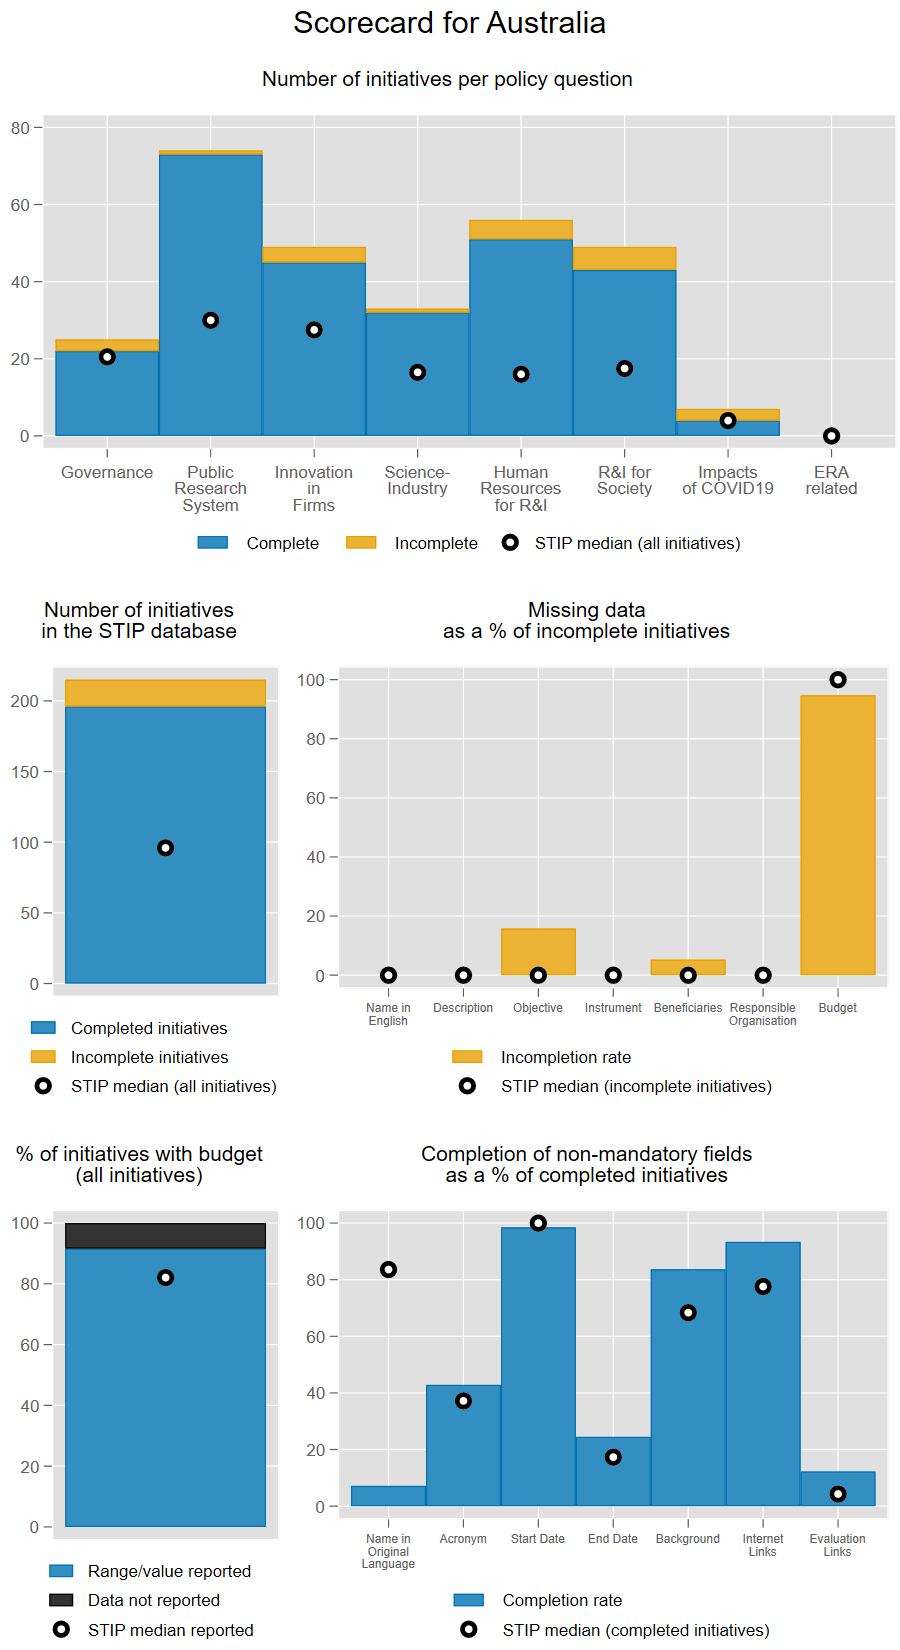 Scorecard for Australia
Number of initiatives per policy question
80
60
40
20
0
Governance
Public
Research
System
Innovation
in
Firms
Science-
Industry
Human
Resources
for R&I
R&I for
Society
Impacts
of COVID19
ERA
related
Complete
Incomplete
STIP median (all initiatives)
Number of initiatives
in the STIP database
200
150
100
50
0
Completed initiatives
Incomplete initiatives
STIP median (all initiatives)
Missing data
as a % of incomplete initiatives
100
80
60
40
20
0
Name in
English
Description
Objective
Instrument
Beneficiaries
Responsible
Organisation
Budget
Incompletion rate
STIP median (incomplete initiatives)
% of initiatives with budget
(all initiatives)
100
80
60
40
20
0
Range/value reported
Data not reported
STIP median reported
Completion of non-mandatory fields
as a % of completed initiatives
100
80
60
40
20
0
Name in
Original
Language
Acronym
Start Date
End Date
Background
Internet
Links
Evaluation
Links
Completion rate
STIP median (completed initiatives)